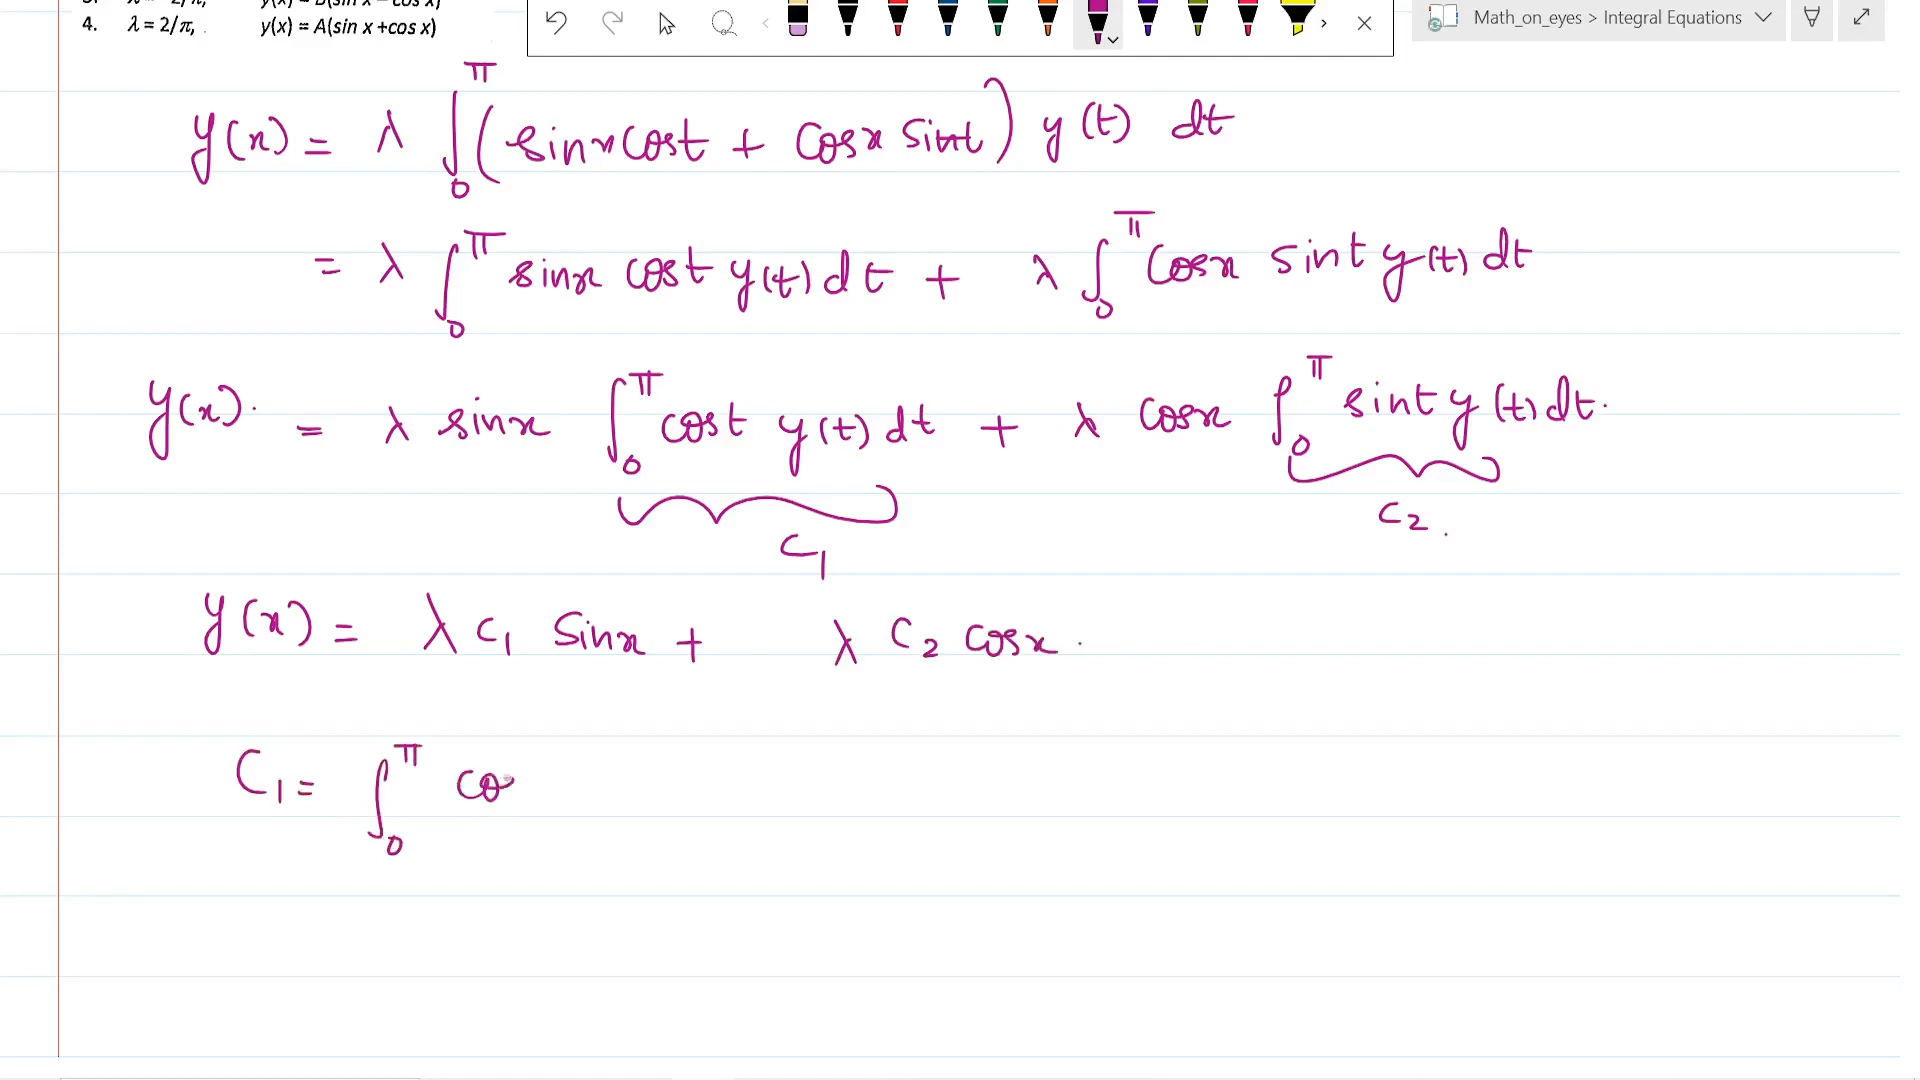 4. λ = 2/π, y(x) = A(sin x +cos x)
Math_on_eyes > Integral Equations
y(x) = λ ∫₀^π (sinx cost + cosx sint) y(t) dt
= λ ∫₀^π sinx cost y(t) dt + λ ∫₀^π cosx sint y(t) dt
y(x) = λ sinx ∫₀^π cost y(t) dt + λ cosx ∫₀^π sint y(t) dt.
C₁ C₂.
y(x) = λ C₁ Sinx + λ C₂ cosx.
C₁ = ∫₀^π co